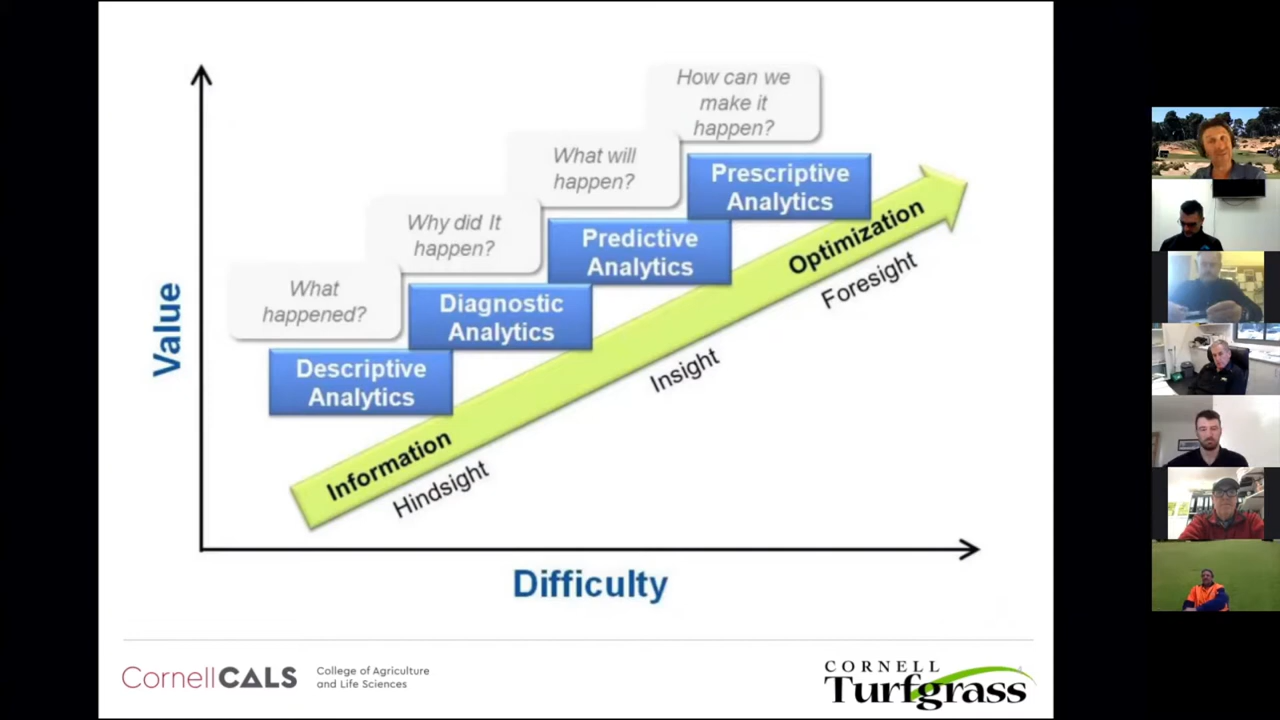 How can we
make it
happen?
What will
happen?
Prescriptive
Analytics
Why did It
happen?
Predictive
Analytics
Optimization
Foresight
What
happened?
Diagnostic
Analytics
Insight
Descriptive
Analytics
Information
Hindsight
Value
Difficulty
CornellCALS
College of Agriculture
and Life Sciences
CORNELL
Turfgrass